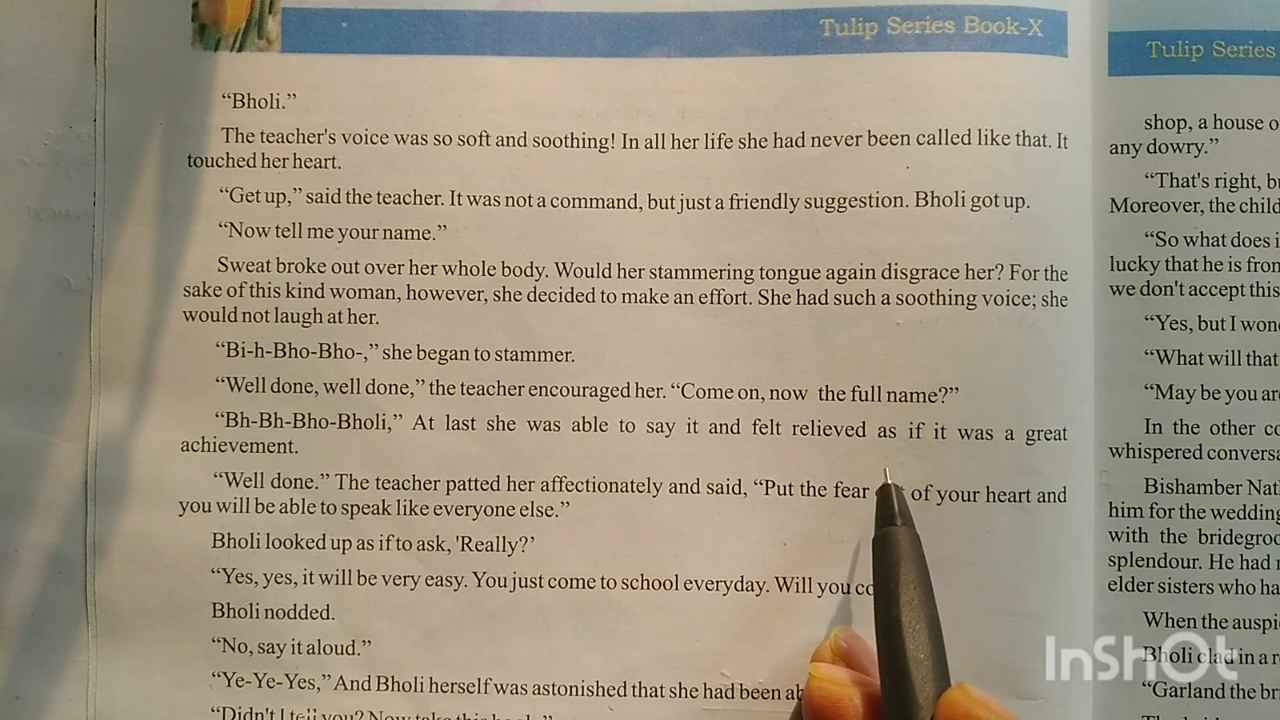 Tulip Series Book-X
“Bholi.”
The teacher's voice was so soft and soothing! In all her life she had never been called like that. It
touched her heart.
“Get up,” said the teacher. It was not a command, but just a friendly suggestion. Bholi got up.
“Now tell me your name.”
Sweat broke out over her whole body. Would her stammering tongue again disgrace her? For the
sake of this kind woman, however, she decided to make an effort. She had such a soothing voice; she
would not laugh at her.
“Bi-h-Bho-Bho-,” she began to stammer.
“Well done, well done,” the teacher encouraged her. “Come on, now the full name?”
“Bh-Bh-Bho-Bholi,” At last she was able to say it and felt relieved as if it was a great
achievement.
“Well done.” The teacher patted her affectionately and said, “Put the fear of your heart and
you will be able to speak like everyone else.”
Bholi looked up as if to ask, 'Really?’
“Yes, yes, it will be very easy. You just come to school everyday. Will you
Bholi nodded.
“No, say it aloud.”
“Ye-Ye-Yes,” And Bholi herself was astonished that she had been
“Didn't I tell you? Now take this
Tulip Series
shop, a house
any dowry.”
“That's right,
Moreover, the
“So what does
lucky that he is
we don't accept this
“Yes, but I
“What will that
“May be you
In the other
whispered
Bishamber
him for the wedding
with the
splendour. He had
elder sisters who
When the
Bholi clad in a
“Garland the
InShOt